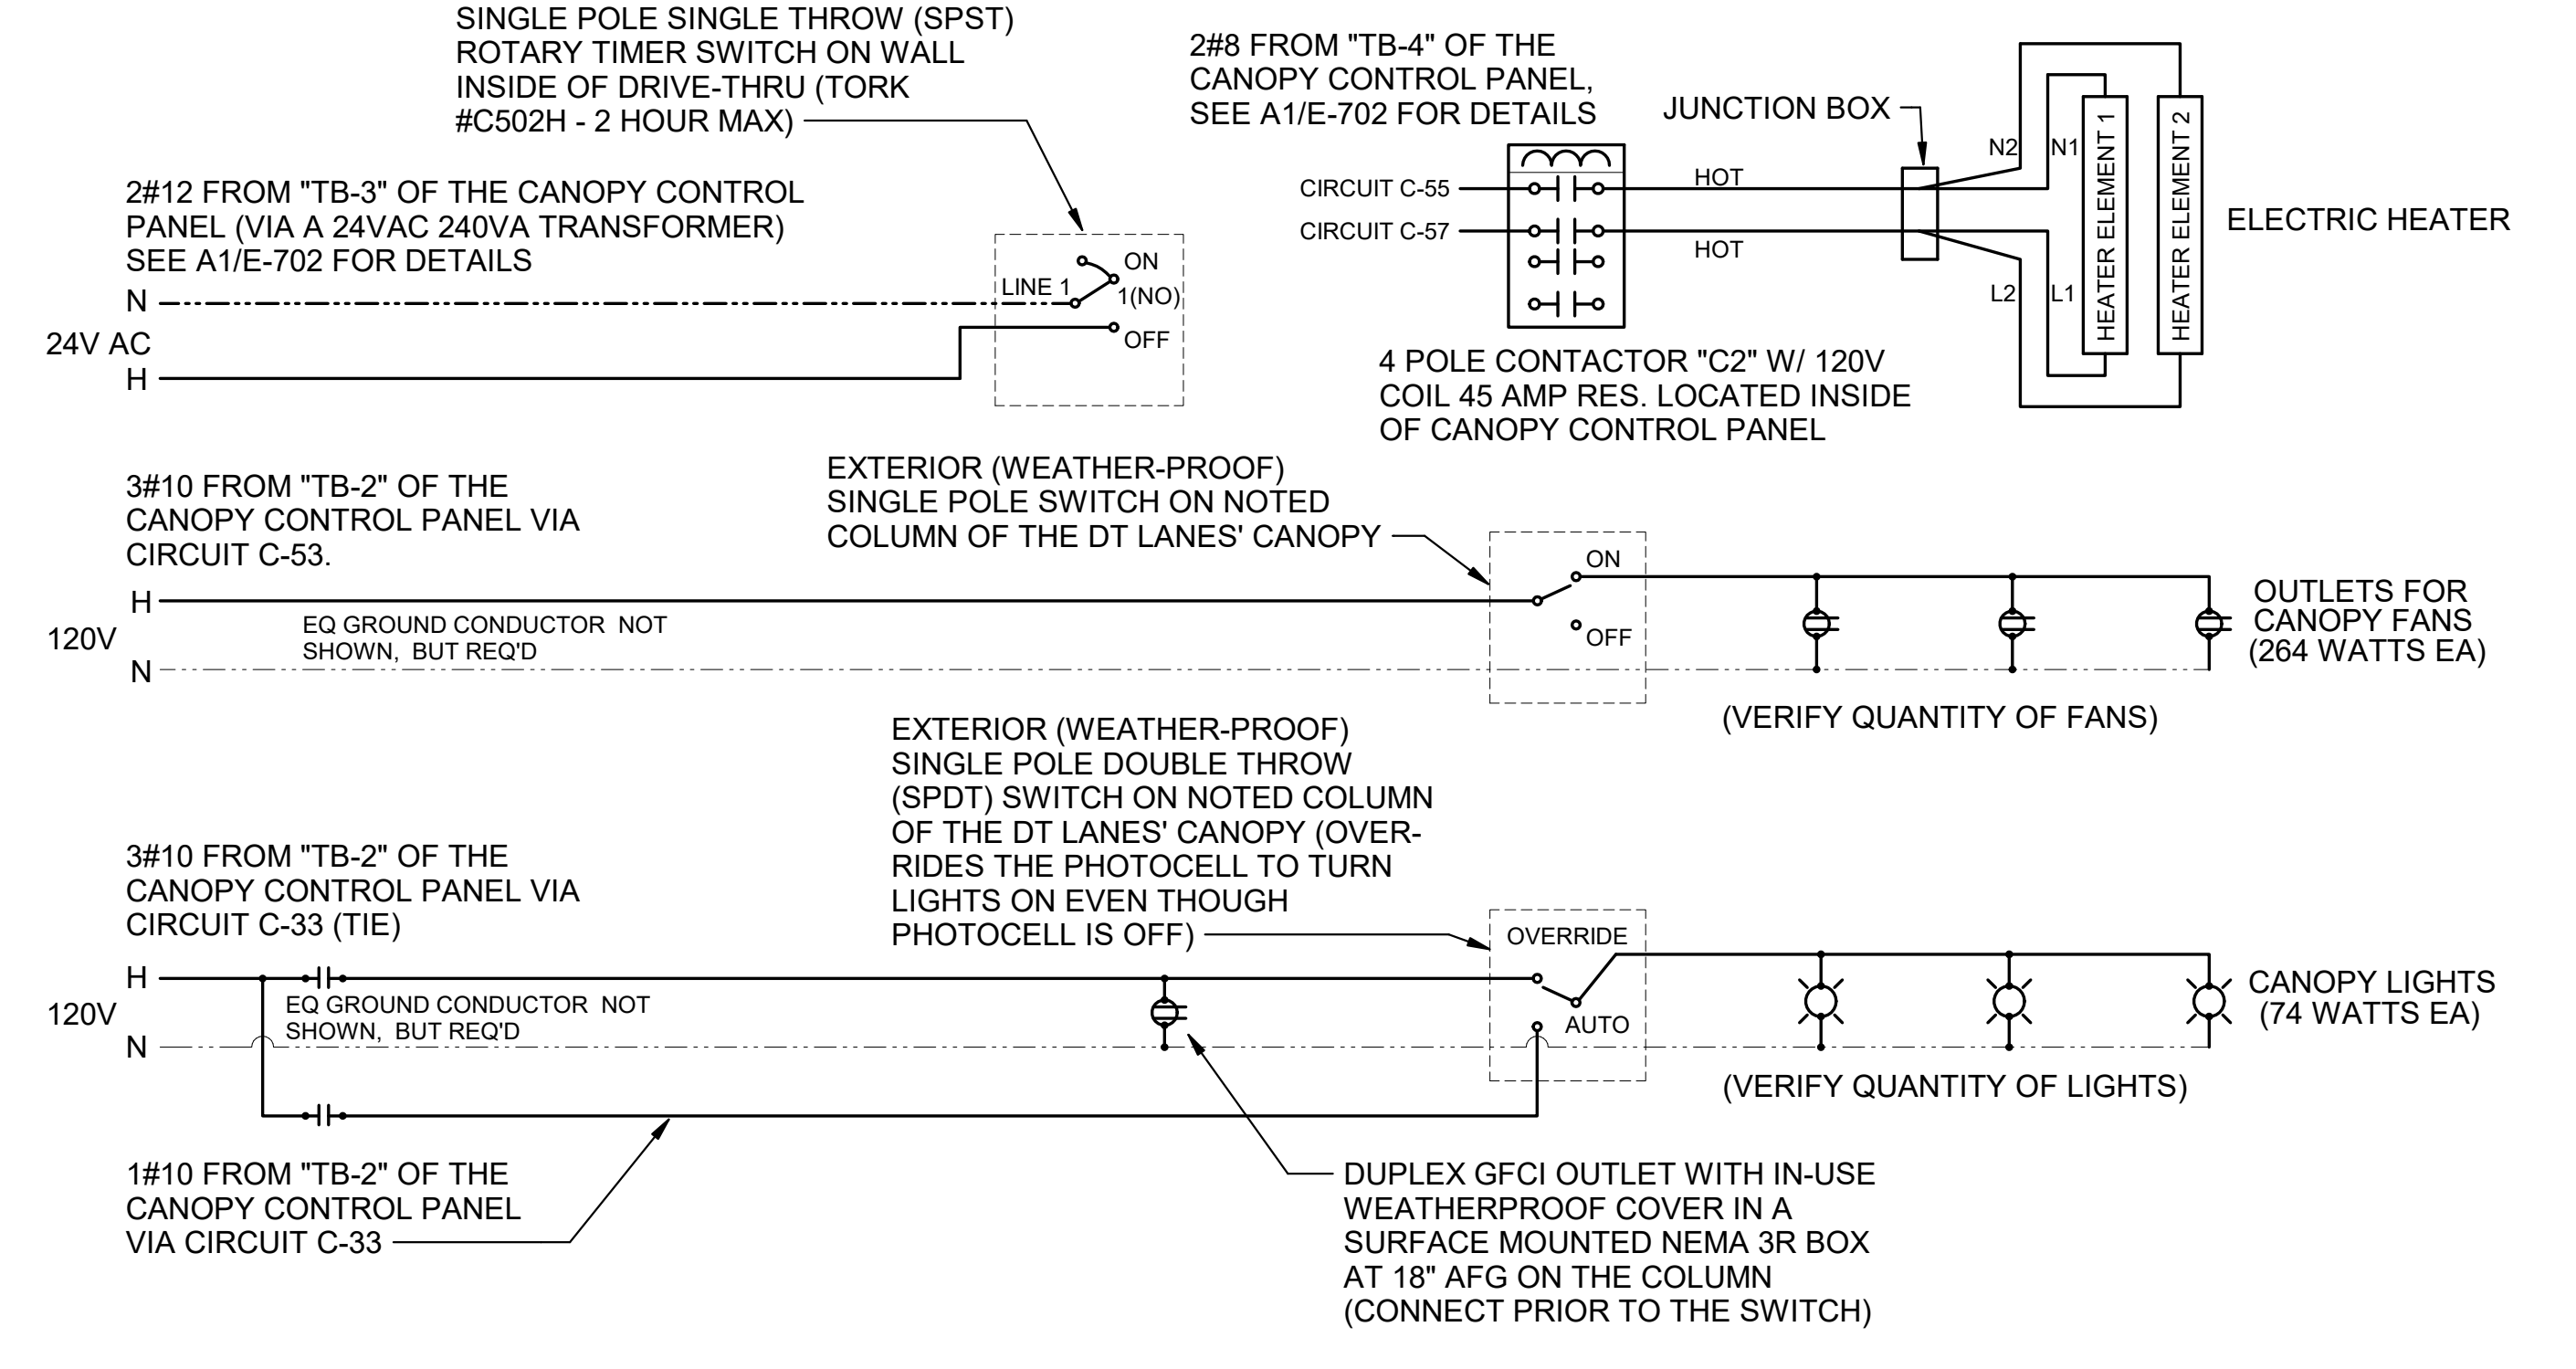 SINGLE POLE SINGLE THROW (SPST)
ROTARY TIMER SWITCH ON WALL
INSIDE OF DRIVE-THRU (TORK
#C502H - 2 HOUR MAX)
2#12 FROM "TB-3" OF THE CANOPY CONTROL
PANEL (VIA A 24VAC 240VA TRANSFORMER)
SEE A1/E-702 FOR DETAILS
N
24V AC
H
LINE 1
ON
1(NO)
OFF
2#8 FROM "TB-4" OF THE
CANOPY CONTROL PANEL,
SEE A1/E-702 FOR DETAILS
JUNCTION BOX
CIRCUIT C-55
CIRCUIT C-57
HOT
HOT
N2
N1
L2
L1
HEATER ELEMENT 1
HEATER ELEMENT 2
ELECTRIC HEATER
4 POLE CONTACTOR "C2" W/ 120V
COIL 45 AMP RES. LOCATED INSIDE
OF CANOPY CONTROL PANEL
3#10 FROM "TB-2" OF THE
CANOPY CONTROL PANEL VIA
CIRCUIT C-53.
EXTERIOR (WEATHER-PROOF)
SINGLE POLE SWITCH ON NOTED
COLUMN OF THE DT LANES' CANOPY
H
120V
N
EQ GROUND CONDUCTOR NOT
SHOWN, BUT REQ'D
ON
OFF
OUTLETS FOR
CANOPY FANS
(264 WATTS EA)
(VERIFY QUANTITY OF FANS)
EXTERIOR (WEATHER-PROOF)
SINGLE POLE DOUBLE THROW
(SPDT) SWITCH ON NOTED COLUMN
OF THE DT LANES' CANOPY (OVER-
RIDES THE PHOTOCELL TO TURN
LIGHTS ON EVEN THOUGH
PHOTOCELL IS OFF)
3#10 FROM "TB-2" OF THE
CANOPY CONTROL PANEL VIA
CIRCUIT C-33 (TIE)
H
120V
N
EQ GROUND CONDUCTOR NOT
SHOWN, BUT REQ'D
OVERRIDE
AUTO
CANOPY LIGHTS
(74 WATTS EA)
(VERIFY QUANTITY OF LIGHTS)
1#10 FROM "TB-2" OF THE
CANOPY CONTROL PANEL
VIA CIRCUIT C-33
DUPLEX GFCI OUTLET WITH IN-USE
WEATHERPROOF COVER IN A
SURFACE MOUNTED NEMA 3R BOX
AT 18" AFG ON THE COLUMN
(CONNECT PRIOR TO THE SWITCH)